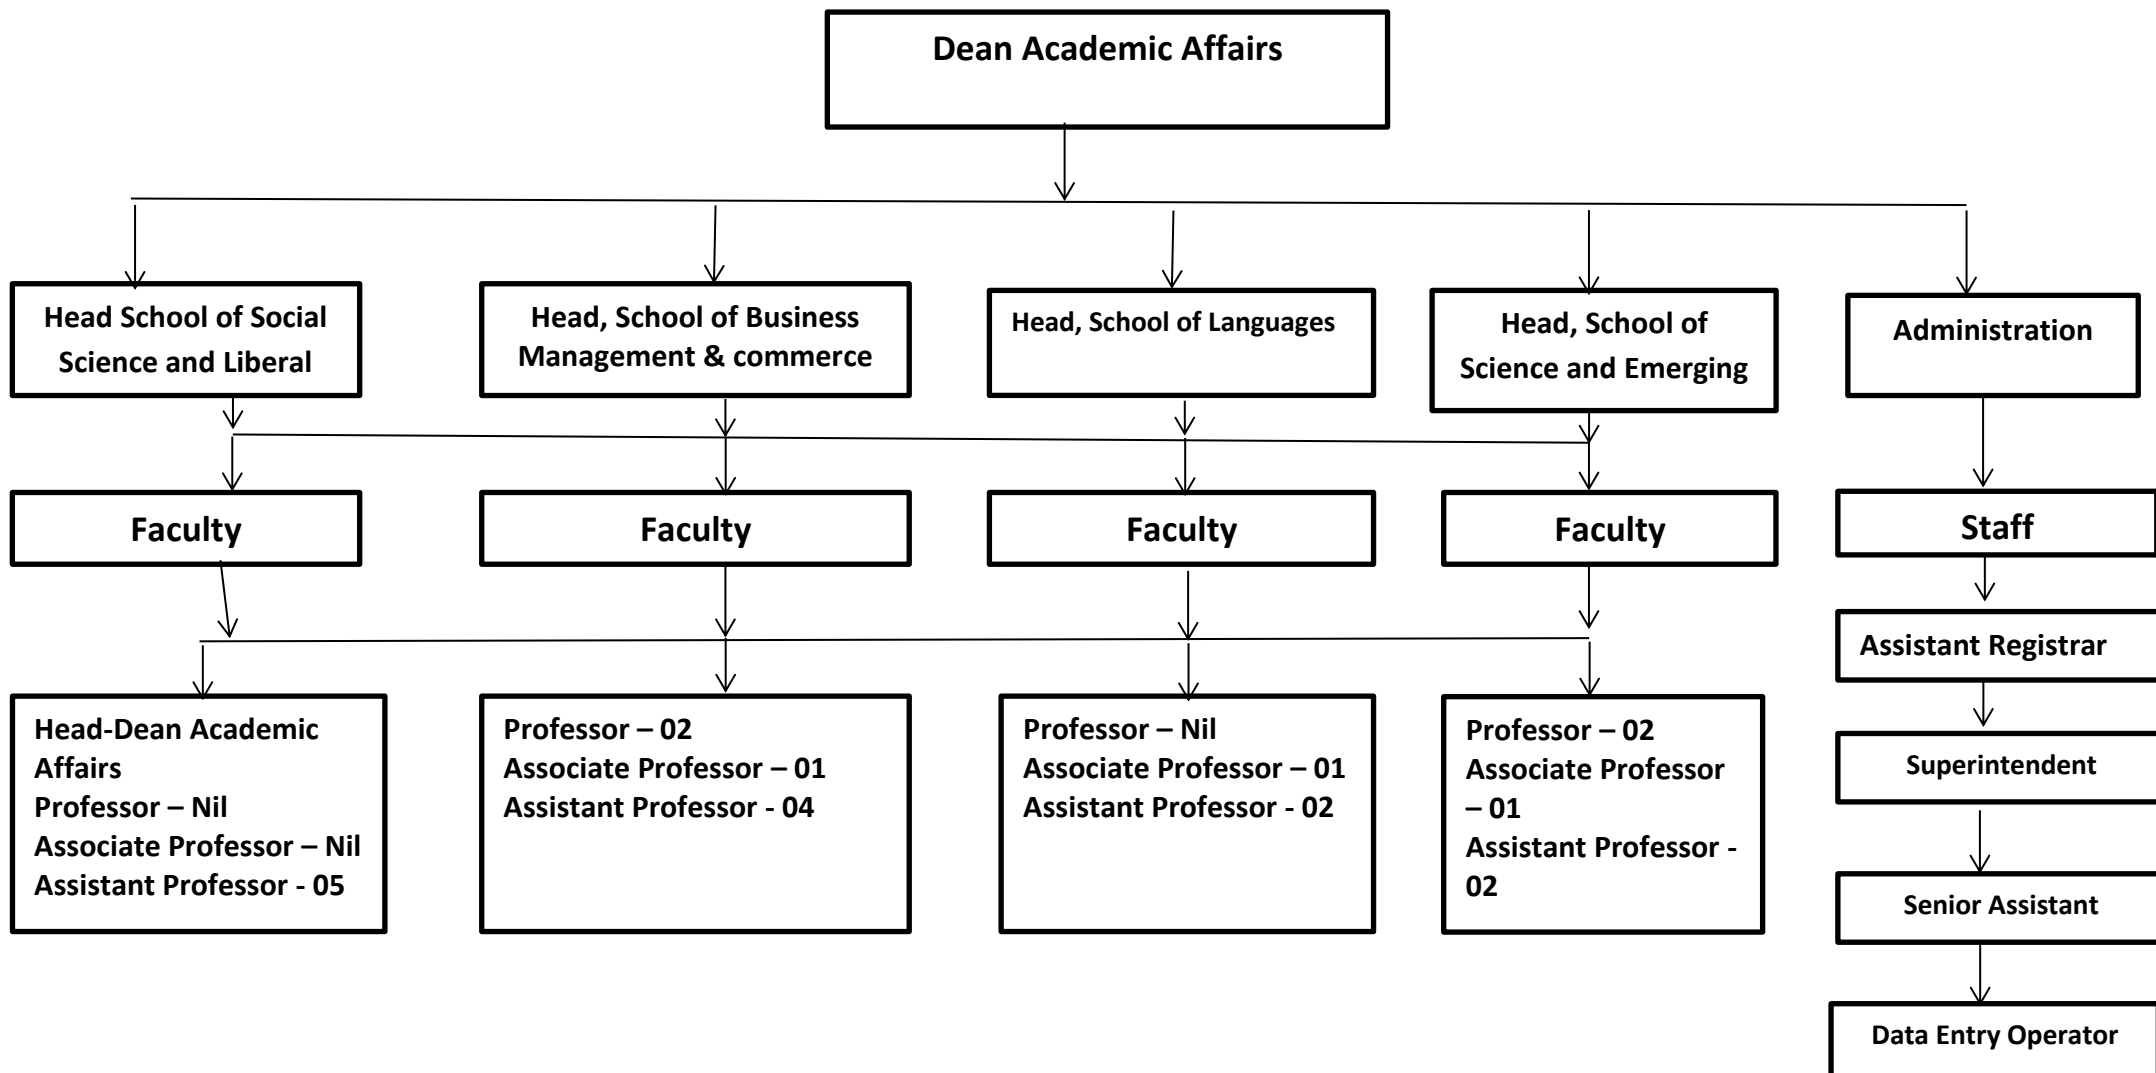 Dean Academic Affairs
Head School of Social
Science and Liberal
Head, School of Business
Management & commerce
Head, School of Languages
Head, School of
Science and Emerging
Administration
Faculty
Faculty
Faculty
Faculty
Staff
Assistant Registrar
Head-Dean Academic
Affairs
Professor – Nil
Associate Professor – Nil
Assistant Professor - 05
Professor – 02
Associate Professor – 01
Assistant Professor - 04
Professor – Nil
Associate Professor – 01
Assistant Professor - 02
Professor – 02
Associate Professor
– 01
Assistant Professor -
02
Superintendent
Senior Assistant
Data Entry Operator